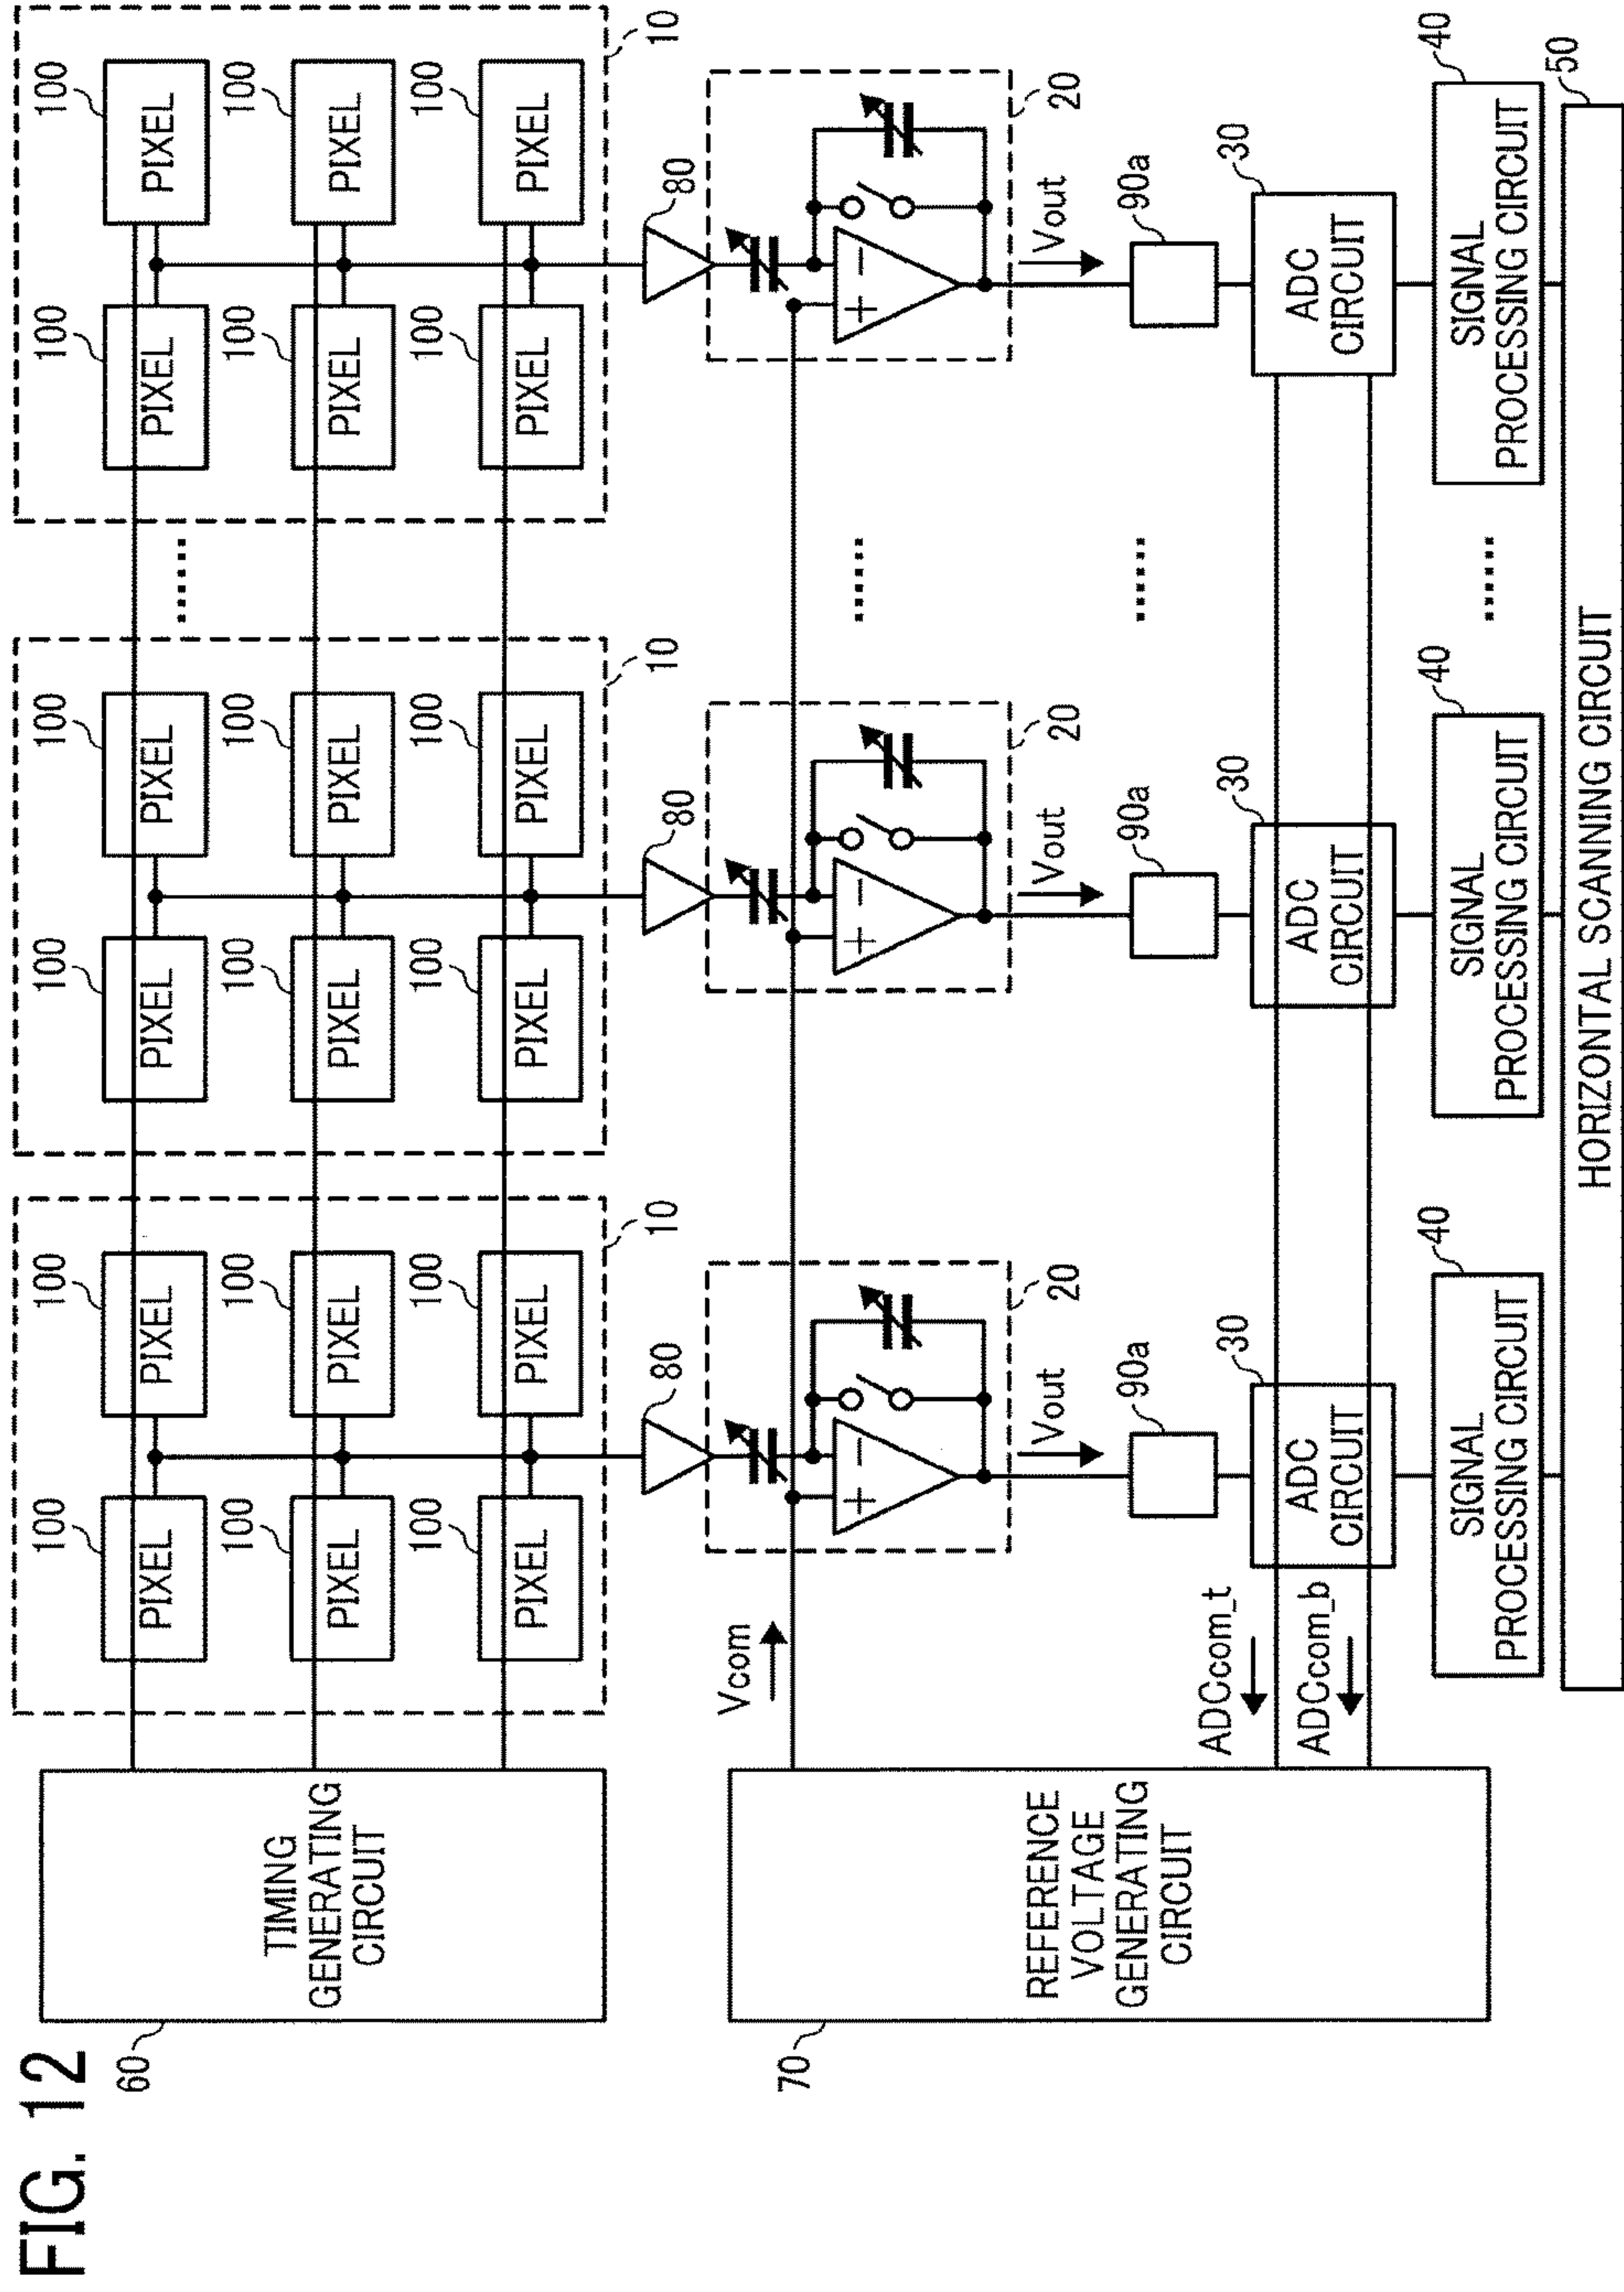 FIG. 12
60
TIMING
GENERATING
CIRCUIT
100 100 100 100 100 100
PIXEL PIXEL PIXEL PIXEL PIXEL PIXEL
100 100 100 100 100 100
PIXEL PIXEL PIXEL PIXEL PIXEL PIXEL
100 100 100 100 100 100
PIXEL PIXEL PIXEL PIXEL PIXEL PIXEL
10 10 10
80 80 80
70
REFERENCE
VOLTAGE
GENERATING
CIRCUIT
Vcom
+ − + − + −
20 20 20
Vout Vout Vout
90a 90a 90a
30 30 30
ADCcom_t
ADCcom_b
ADC
CIRCUIT
ADC
CIRCUIT
ADC
CIRCUIT
40 40 40
SIGNAL
PROCESSING CIRCUIT
SIGNAL
PROCESSING CIRCUIT
SIGNAL
PROCESSING CIRCUIT
50
HORIZONTAL SCANNING CIRCUIT